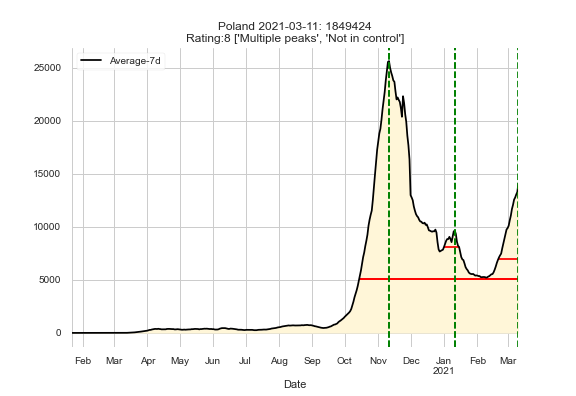 Poland 2021-03-11: 1849424
Rating:8 ['Multiple peaks', 'Not in control']
Average-7d
25000
20000
15000
10000
5000
0
Feb Mar Apr May Jun Jul Aug Sep Oct Nov Dec Jan Feb Mar
2021
Date